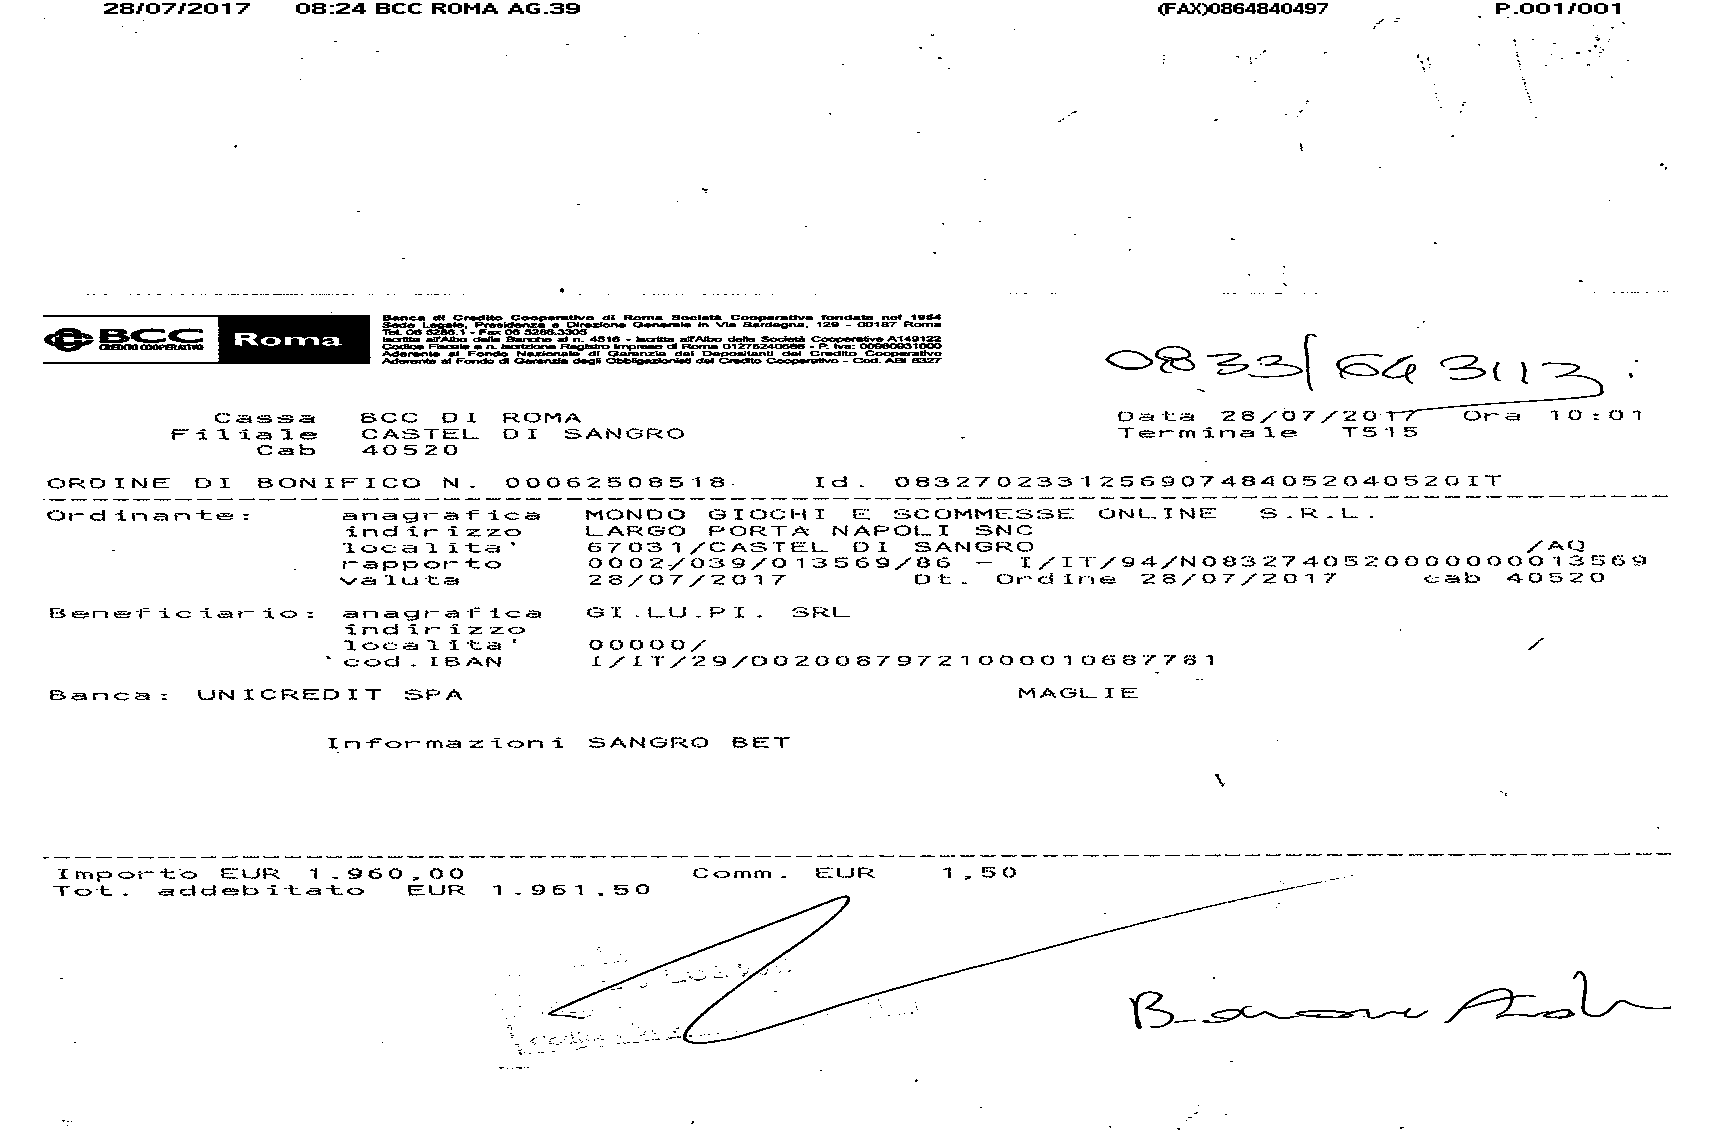 28/07/2017 08:24 BCC ROMA AG.39 (FAX)0864840497 P.001/001
BCC CREDITO COOPERATIVO Roma
Banca di Credito Cooperativo di Roma Società Cooperativa fondata nel 1954
Sede Legale, Presidenza e Direzione Generale in Via Sardegna, 129 - 00187 Roma
Tel. 06 5286.1 - Fax 06 5286.3305
Iscritta all'Albo delle Banche al n. 4516 - Iscritta all'Albo delle Società Cooperative A149122
Codice Fiscale e n. iscrizione Registro Imprese di Roma 01275240586 - P. Iva: 00980931000
Aderente al Fondo Nazionale di Garanzia dei Depositanti del Credito Cooperativo
Aderente al Fondo di Garanzia degli Obbligazionisti del Credito Cooperativo - Cod. ABI 8327
0833/643113
Cassa BCC DI ROMA Data 28/07/2017 Ora 10:01
Filiale CASTEL DI SANGRO Terminale T515
Cab 40520
ORDINE DI BONIFICO N. 00062508518 Id. 0832702331256907484052040520IT
Ordinante: anagrafica MONDO GIOCHI E SCOMMESSE ONLINE S.R.L.
indirizzo LARGO PORTA NAPOLI SNC
localita' 67031/CASTEL DI SANGRO /AQ
rapporto 0002/039/013569/86 - I/IT/94/N0832740520000000013569
valuta 28/07/2017 Dt. Ordine 28/07/2017 cab 40520
Beneficiario: anagrafica GI.LU.PI. SRL
indirizzo
localita' 00000/ /
cod.IBAN I/IT/29/O0200879721000010687781
Banca: UNICREDIT SPA MAGLIE
Informazioni SANGRO BET
Importo EUR 1.960,00 Comm. EUR 1,50
Tot. addebitato EUR 1.961,50